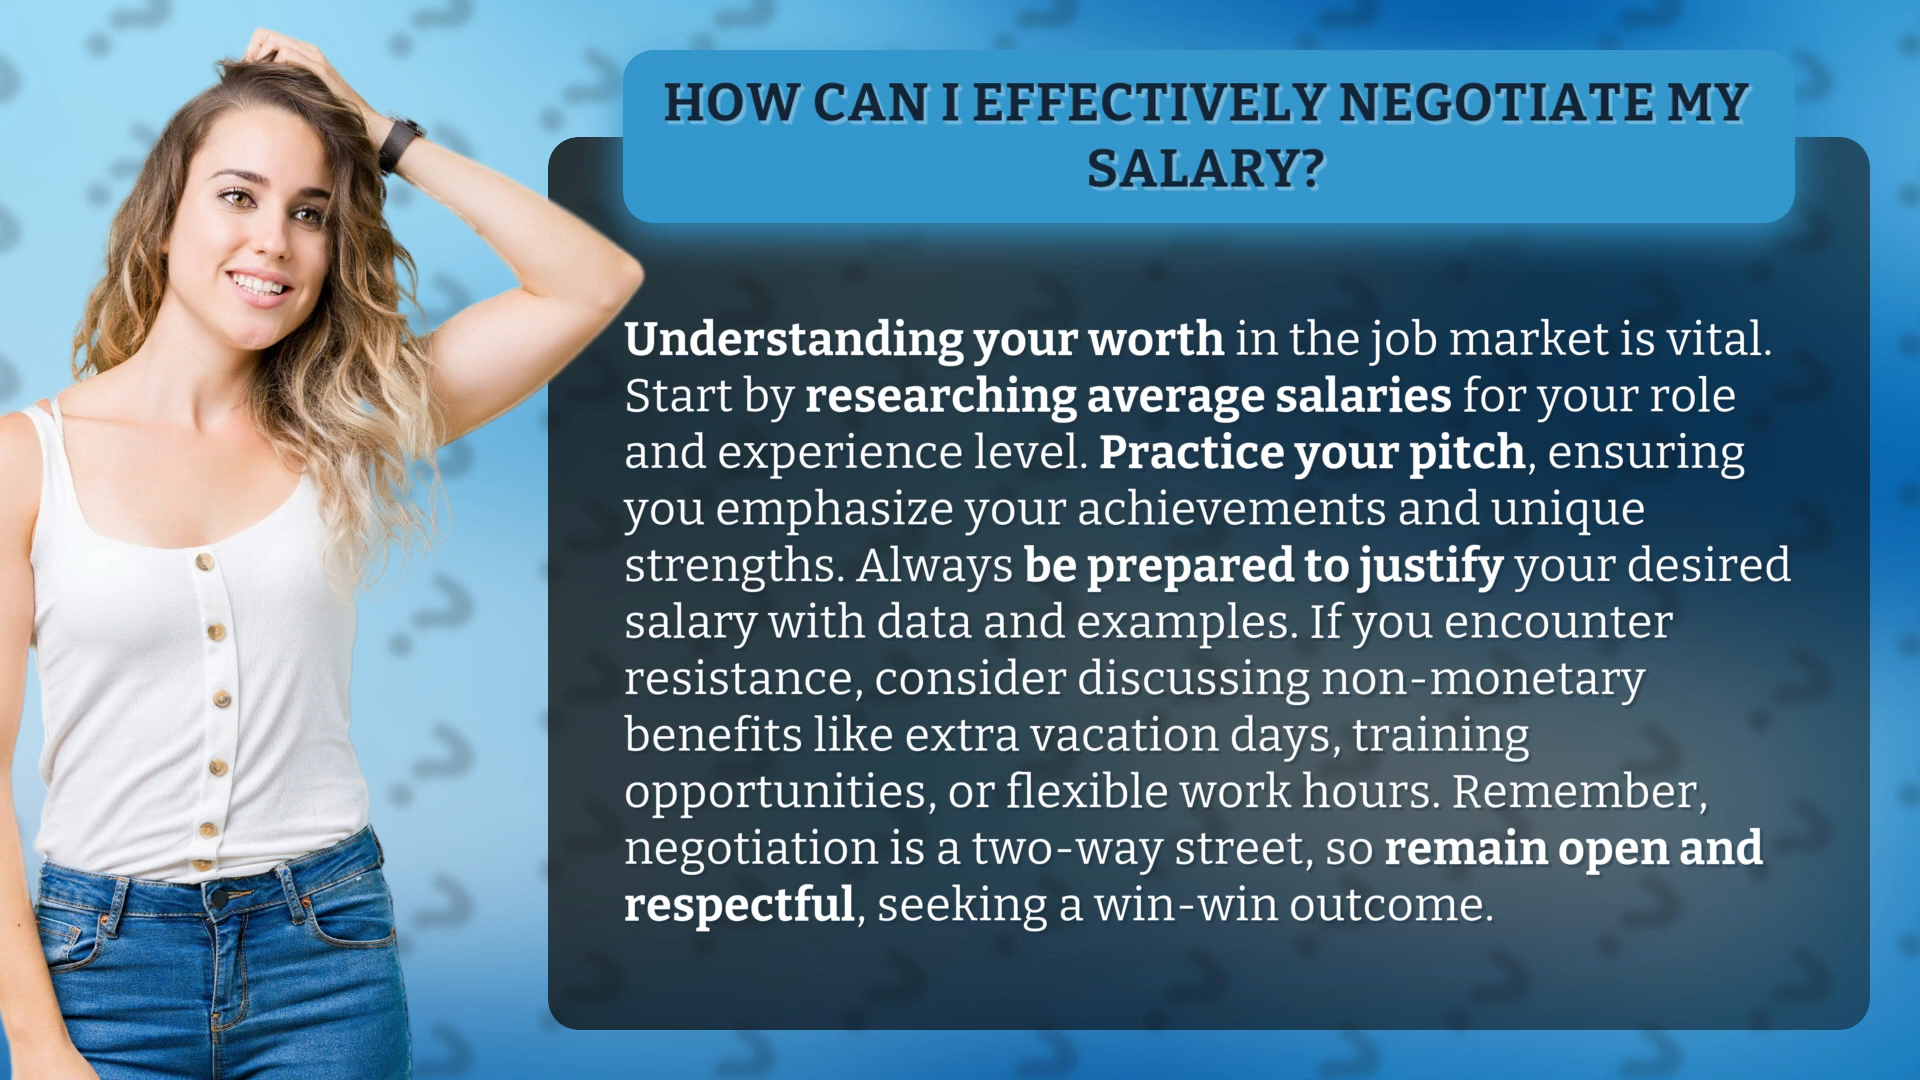 HOW CAN I EFFECTIVELY NEGOTIATE MY
SALARY?
Understanding your worth in the job market is vital.
Start by researching average salaries for your role
and experience level. Practice your pitch, ensuring
you emphasize your achievements and unique
strengths. Always be prepared to justify your desired
salary with data and examples. If you encounter
resistance, consider discussing non-monetary
benefits like extra vacation days, training
opportunities, or flexible work hours. Remember,
negotiation is a two-way street, so remain open and
respectful, seeking a win-win outcome.